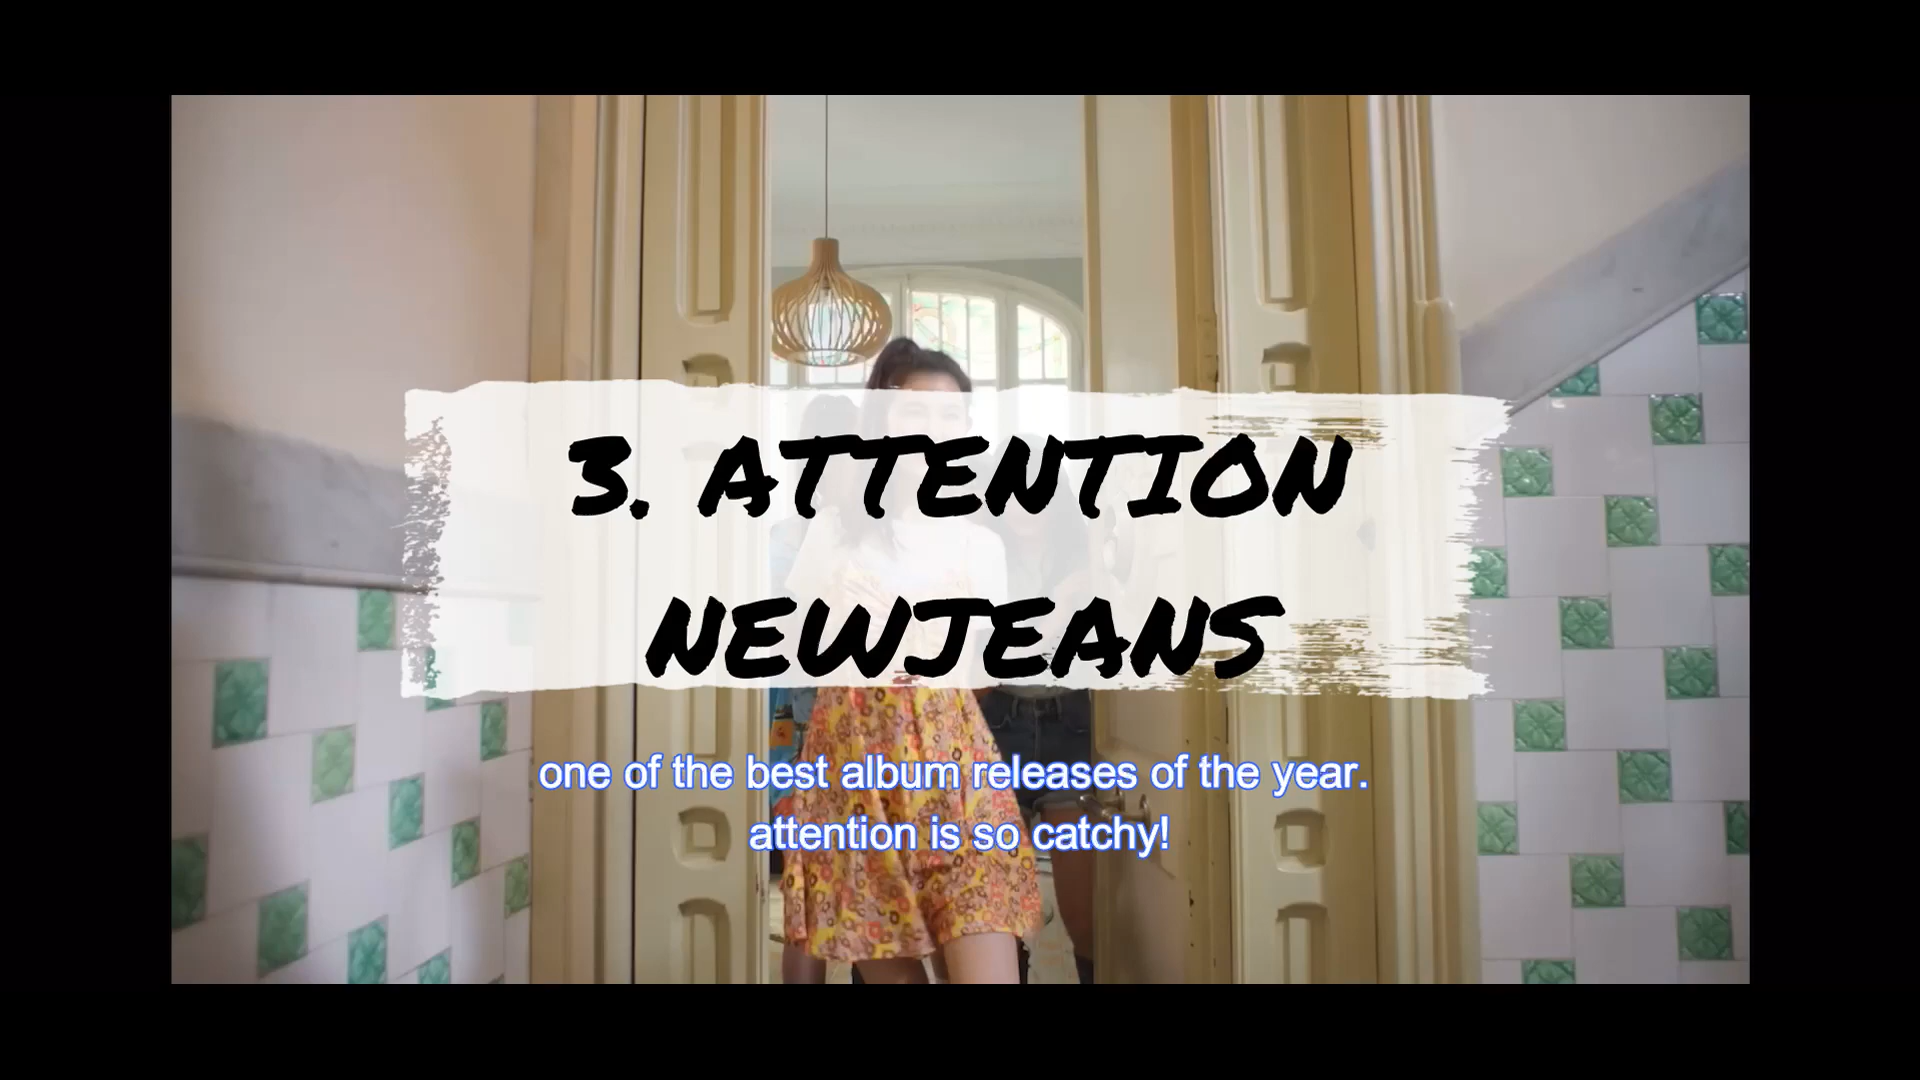 3. ATTENTION
NEWJEANS
one of the best album releases of the year.
attention is so catchy!